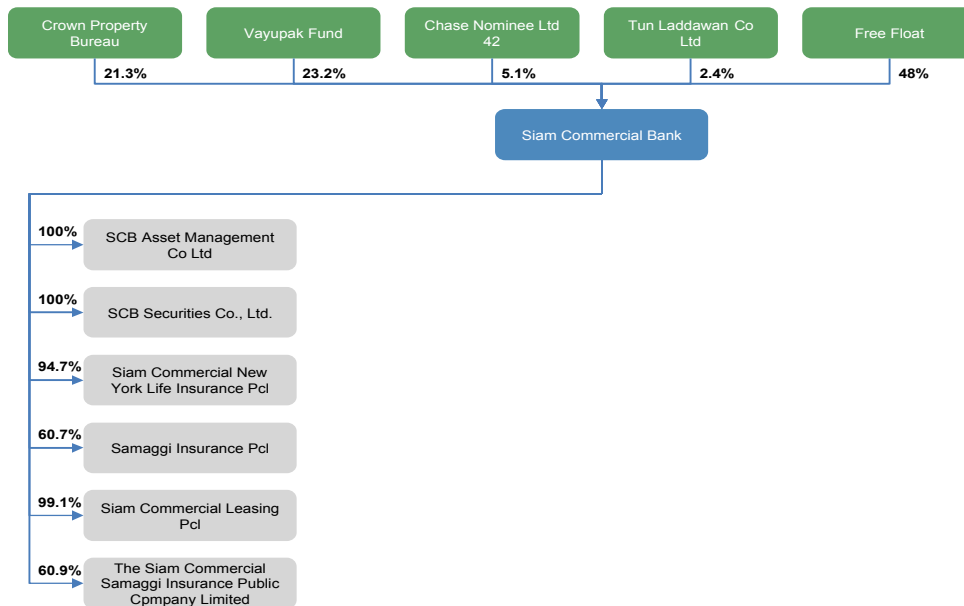 Crown Property
Bureau
Vayupak Fund
Chase Nominee Ltd
42
Tun Laddawan Co
Ltd
Free Float
21.3%
23.2%
5.1%
2.4%
48%
Siam Commercial Bank
100%
SCB Asset Management
Co Ltd
100%
SCB Securities Co., Ltd.
94.7%
Siam Commercial New
York Life Insurance Pcl
60.7%
Samaggi Insurance Pcl
99.1%
Siam Commercial Leasing
Pcl
60.9%
The Siam Commercial
Samaggi Insurance Public
Cpmpany Limited